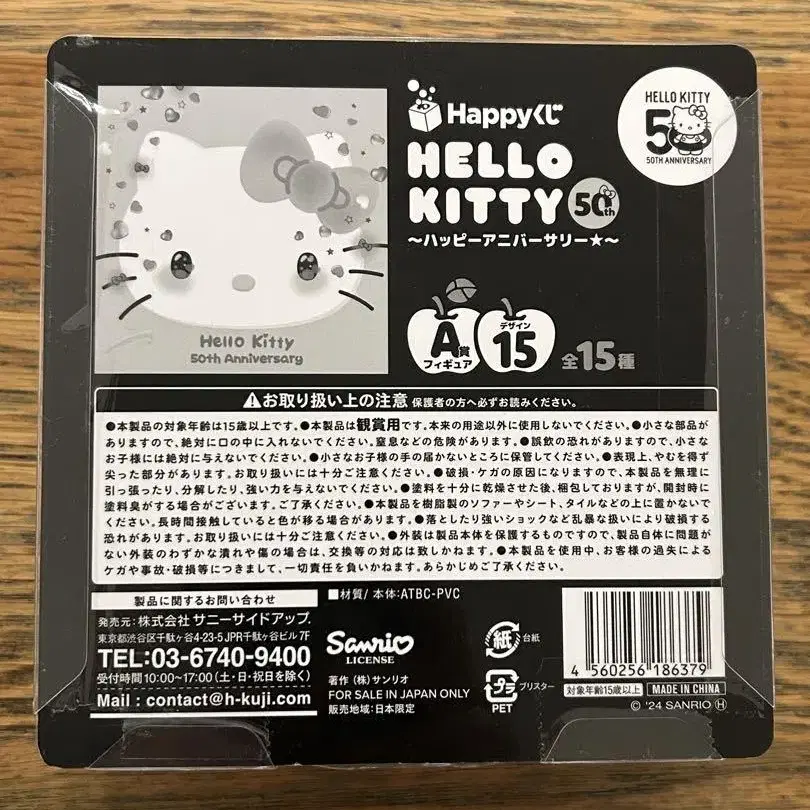 Happyくじ
HELLO
KITTY 50th
～ハッピーアニバーサリー★～
HELLO KITTY
50
50TH ANNIVERSARY
Hello Kitty
50th Anniversary
A賞
フィギュア
デザイン
15
全15種
⚠お取り扱い上の注意 保護者の方へ必ずお読みください。
●本製品の対象年齢は15歳以上です。●本製品は観賞用です。本来の用途以外に使用しないでください。●小さな部品が
ありますので、絶対に口の中に入れないでください。窒息などの危険があります。●誤飲の恐れがありますので、小さな
お子様には絶対に与えないでください。●小さなお子様の手の届かないところに保管してください。●表現上、やむを得ず
尖った部分があります。お取り扱いには十分ご注意ください。●破損・ケガの原因になりますので、本製品を無理に
引っ張ったり、分解したり、強い力を与えないでください。●塗料を十分に乾燥させた後、梱包しておりますが、開封時に
塗料臭がする場合がございます。ご了承ください。●本製品を樹脂製のソファーやシート、タイルなどの上に置かないで
ください。長時間接触していると色が移る場合があります。●落としたり強いショックなど乱暴な扱いにより破損する
恐れがあります。お取り扱いには十分ご注意ください。●外装は製品本体を保護するものですので、製品自体に問題が
ない外装のわずかな潰れや傷の場合は、交換等の対応は致しかねます。●本製品を使用中、お客様の過失による
ケガや事故・破損等につきまして、一切責任を負いかねます。あらかじめご了承ください。
製品に関するお問い合わせ
発売元：株式会社 サニーサイドアップ
東京都渋谷区千駄ヶ谷4-23-5 JPR千駄ヶ谷ビル 7F
TEL:03-6740-9400
受付時間 10:00～17:00（土・日・祝日を除く）
Mail : contact@h-kuji.com
■材質/ 本体:ATBC-PVC
Sanrio
LICENSE
著作（株）サンリオ
FOR SALE IN JAPAN ONLY
販売地域：日本限定
紙 台紙
プラ ブリスター
PET
4 560256 186379
対象年齢15歳以上 MADE IN CHINA
© '24 SANRIO Ⓗ